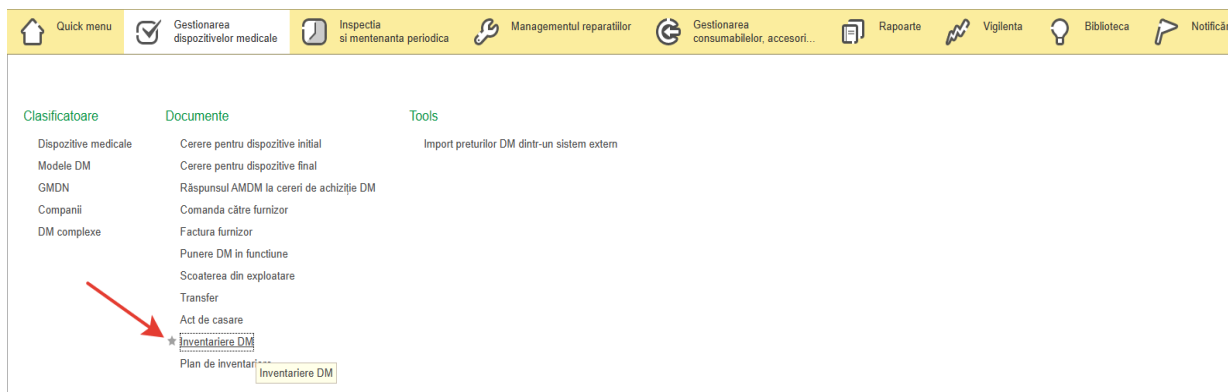 Quick menu
Gestionarea
dispozitivelor medicale
Inspectia
si mentenanta periodica
Managementul reparatiilor
Gestionarea
consumabilelor, accesori...
Rapoarte
Vigilenta
Biblioteca
Notificăr
Clasificatoare
Dispozitive medicale
Modele DM
GMDN
Companii
DM complexe
Documente
Cerere pentru dispozitive initial
Cerere pentru dispozitive final
Răspunsul AMDM la cereri de achiziție DM
Comanda către furnizor
Factura furnizor
Punere DM in functiune
Scoaterea din exploatare
Transfer
Act de casare
Inventariere DM
Plan de inventariere
Inventariere DM
Tools
Import preturilor DM dintr-un sistem extern